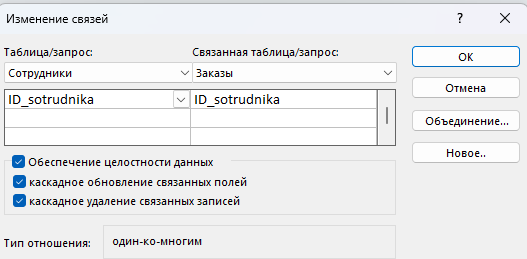 Изменение связей ? ×
Таблица/запрос: Связанная таблица/запрос: ОК
Сотрудники Заказы
Отмена
ID_sotrudnika ID_sotrudnika
Объединение...
Новое..
Обеспечение целостности данных
каскадное обновление связанных полей
каскадное удаление связанных записей
Тип отношения: один-ко-многим